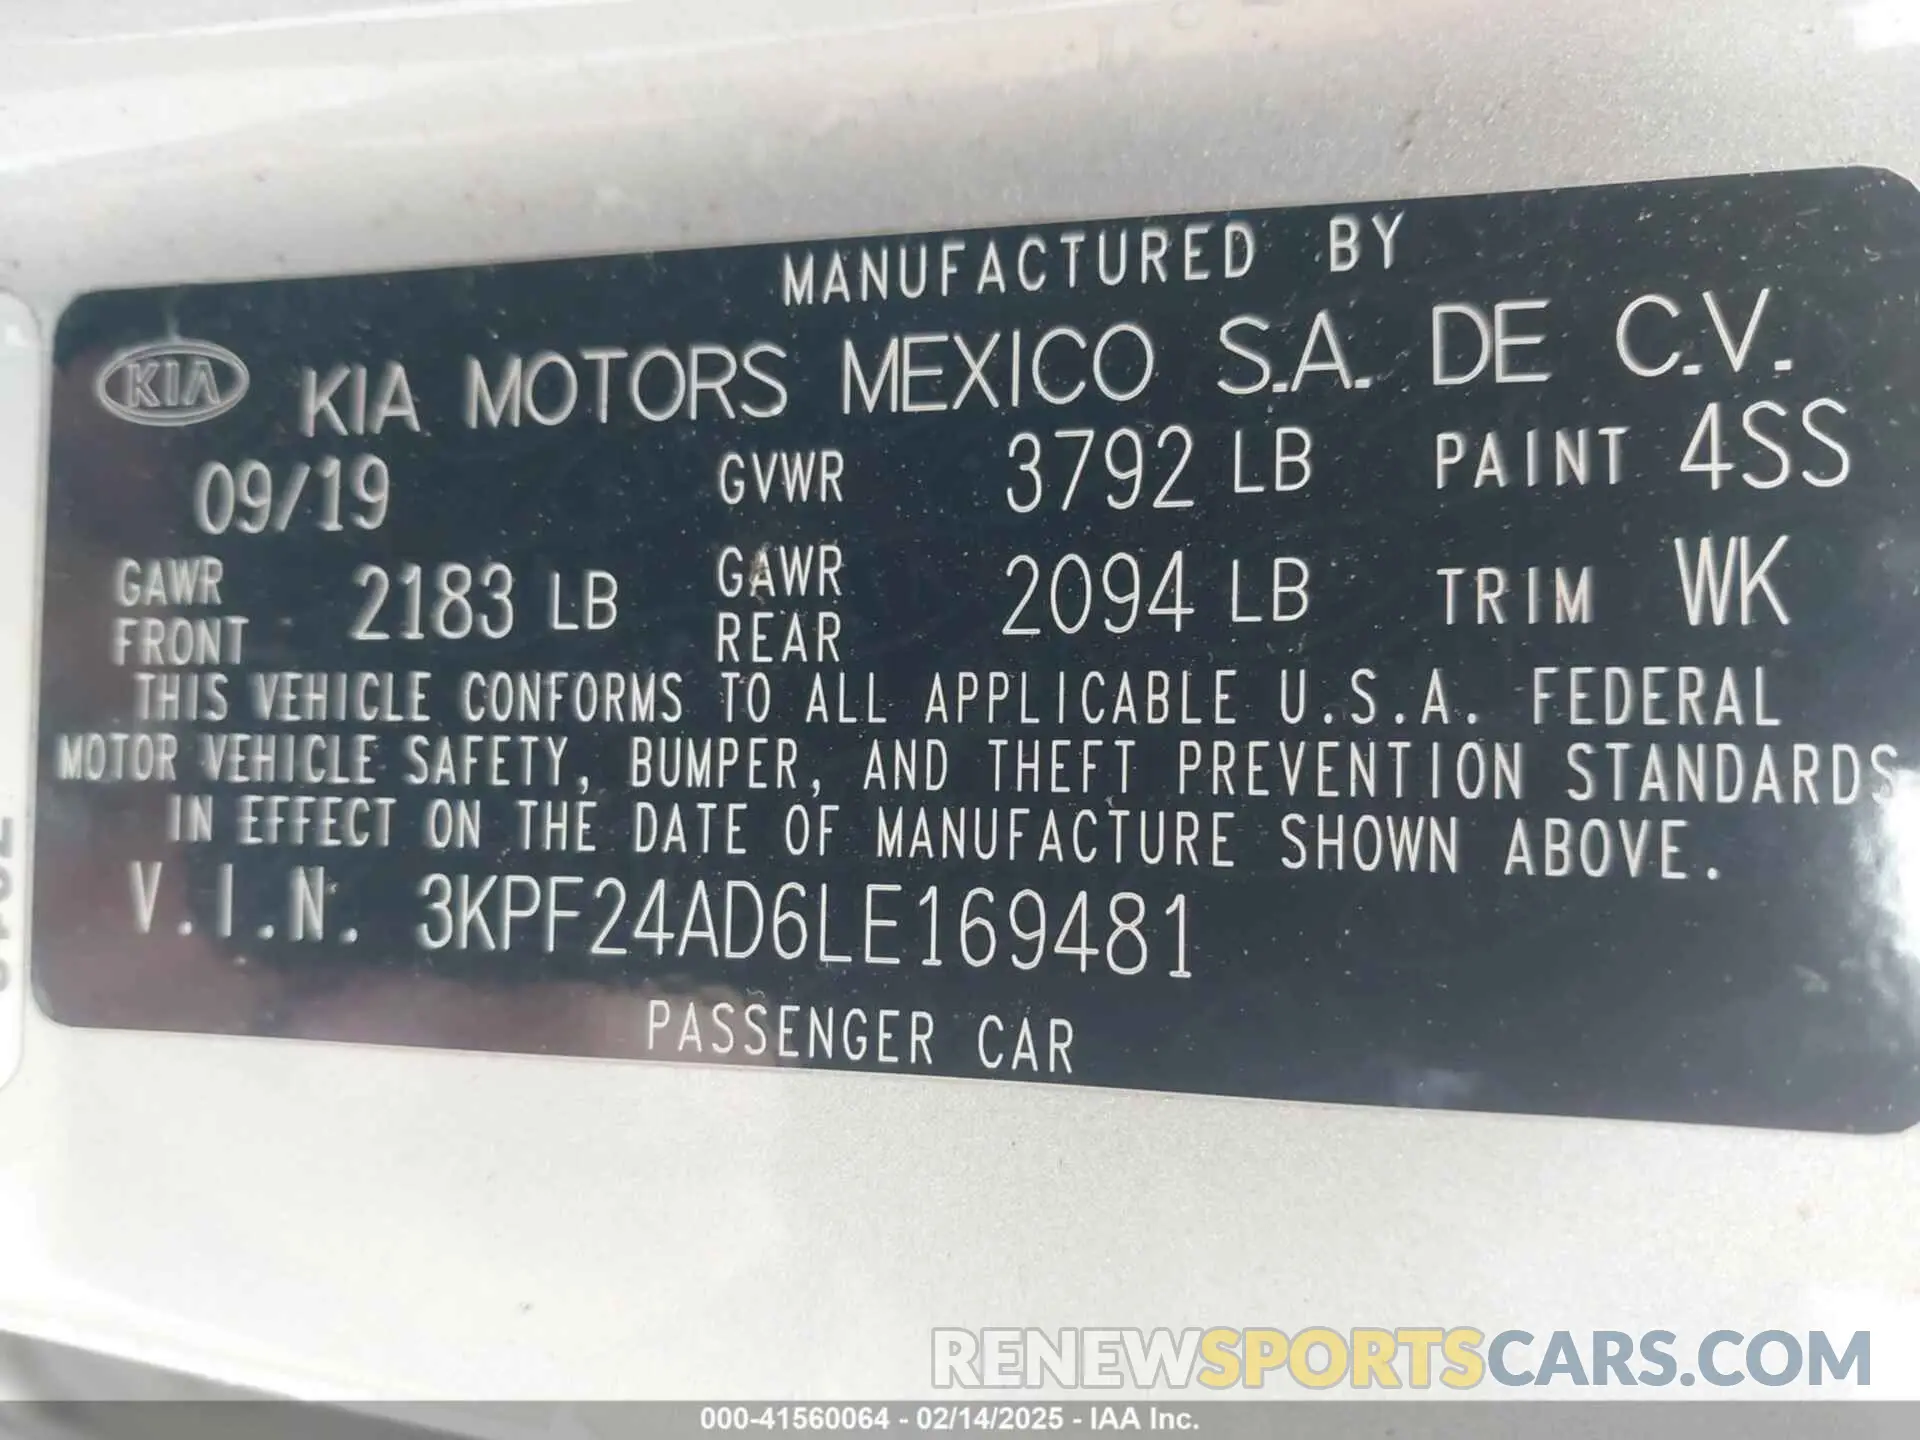 MANUFACTURED BY
KIA KIA MOTORS MEXICO S.A. DE C.V.
09/19 GVWR 3792 LB PAINT 4SS
GAWR FRONT 2183 LB GAWR REAR 2094 LB TRIM WK
THIS VEHICLE CONFORMS TO ALL APPLICABLE U.S.A. FEDERAL
MOTOR VEHICLE SAFETY, BUMPER, AND THEFT PREVENTION STANDARDS
IN EFFECT ON THE DATE OF MANUFACTURE SHOWN ABOVE.
V.I.N. 3KPF24AD6LE169481
PASSENGER CAR
RENEWSPORTSCARS.COM
000-41560064 - 02/14/2025 - IAA Inc.